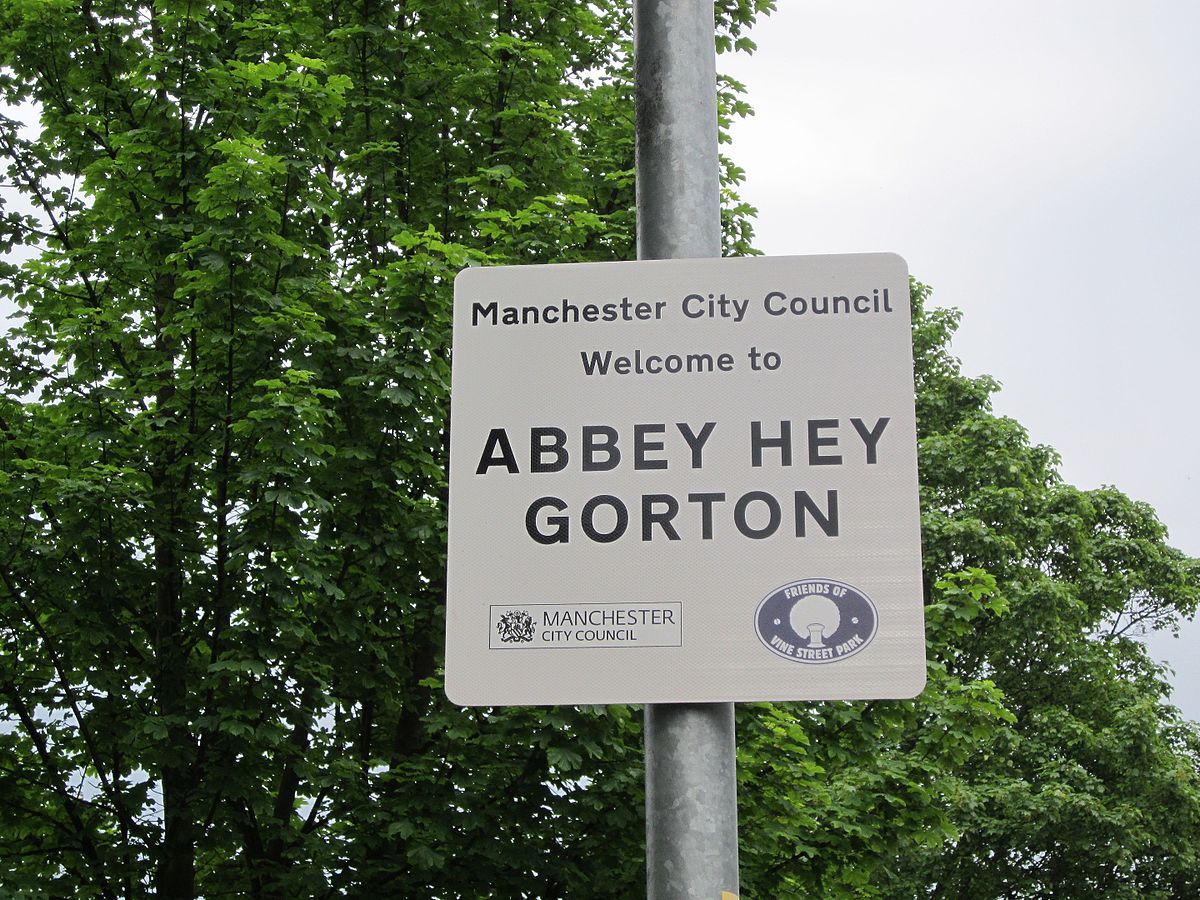 Manchester City Council
Welcome to
ABBEY HEY
GORTON
MANCHESTER
CITY COUNCIL
FRIENDS OF
VINE STREET PARK